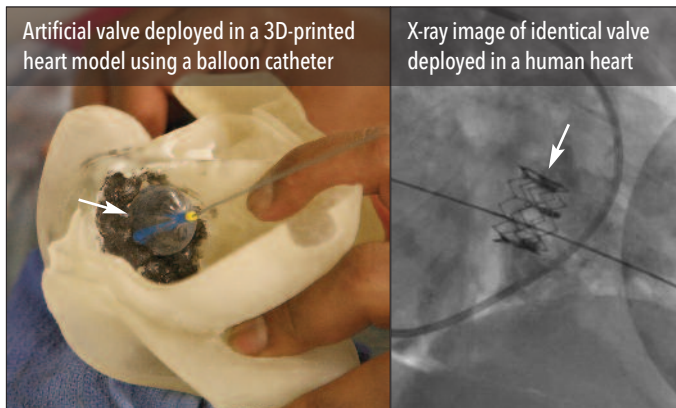 Artificial valve deployed in a 3D-printed
heart model using a balloon catheter
X-ray image of identical valve
deployed in a human heart